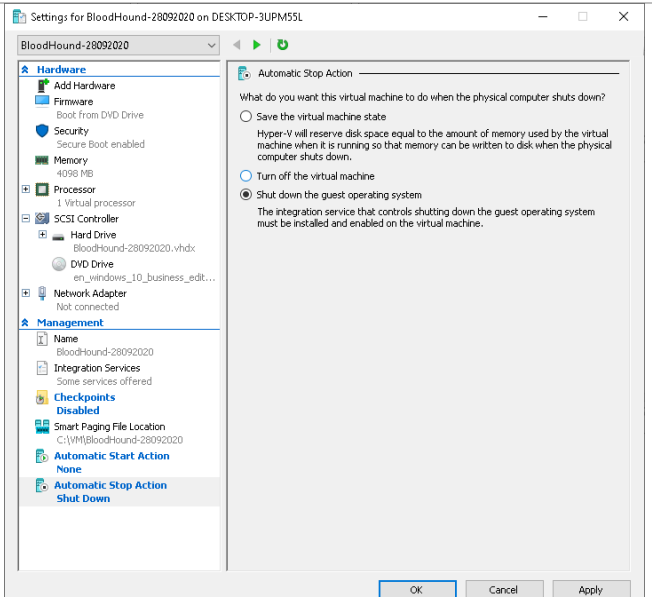 Settings for BloodHound-28092020 on DESKTOP-3UPM55L
BloodHound-28092020
Hardware
Add Hardware
Firmware
Boot from DVD Drive
Security
Secure Boot enabled
Memory
4098 MB
Processor
1 Virtual processor
SCSI Controller
Hard Drive
BloodHound-28092020.vhdx
DVD Drive
en_windows_10_business_edit...
Network Adapter
Not connected
Management
Name
BloodHound-28092020
Integration Services
Some services offered
Checkpoints
Disabled
Smart Paging File Location
C:\VM\BloodHound-28092020
Automatic Start Action
None
Automatic Stop Action
Shut Down
Automatic Stop Action
What do you want this virtual machine to do when the physical computer shuts down?
Save the virtual machine state
Hyper-V will reserve disk space equal to the amount of memory used by the virtual
machine when it is running so that memory can be written to disk when the physical
computer shuts down.
Turn off the virtual machine
Shut down the guest operating system
The integration service that controls shutting down the guest operating system
must be installed and enabled on the virtual machine.
OK
Cancel
Apply